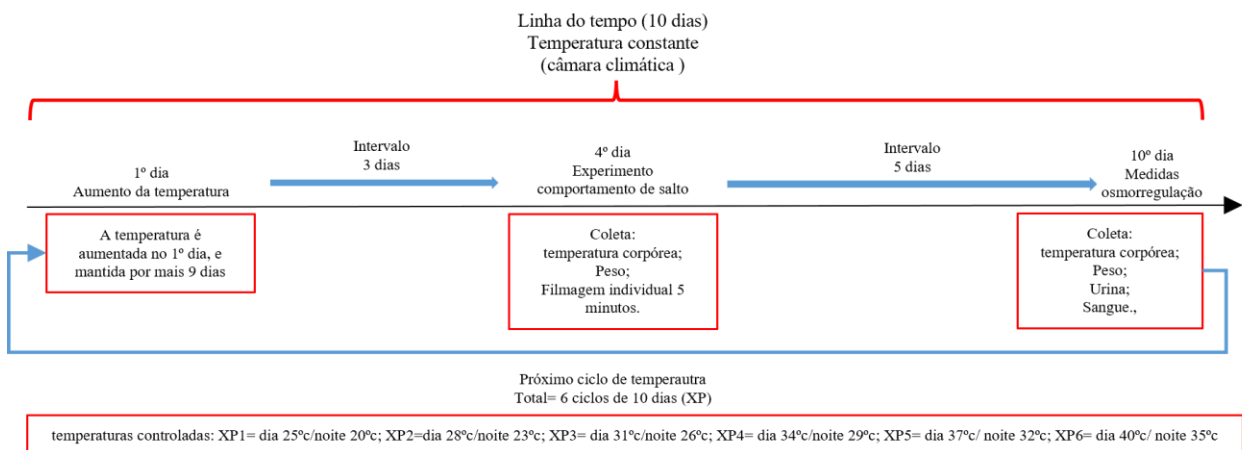 Linha do tempo (10 dias)
Temperatura constante
(câmara climática )
1º dia
Aumento da temperatura
Intervalo
3 dias
4º dia
Experimento
comportamento de salto
Intervalo
5 dias
10º dia
Medidas
osmorregulação
A temperatura é
aumentada no 1º dia, e
mantida por mais 9 dias
Coleta:
temperatura corpórea;
Peso;
Filmagem individual 5
minutos.
Coleta:
temperatura corpórea;
Peso;
Urina;
Sangue.,
Próximo ciclo de temperautra
Total= 6 ciclos de 10 dias (XP)
temperaturas controladas: XP1= dia 25ºc/noite 20ºc; XP2=dia 28ºc/noite 23ºc; XP3= dia 31ºc/noite 26ºc; XP4= dia 34ºc/noite 29ºc; XP5= dia 37ºc/ noite 32ºc; XP6= dia 40ºc/ noite 35ºc